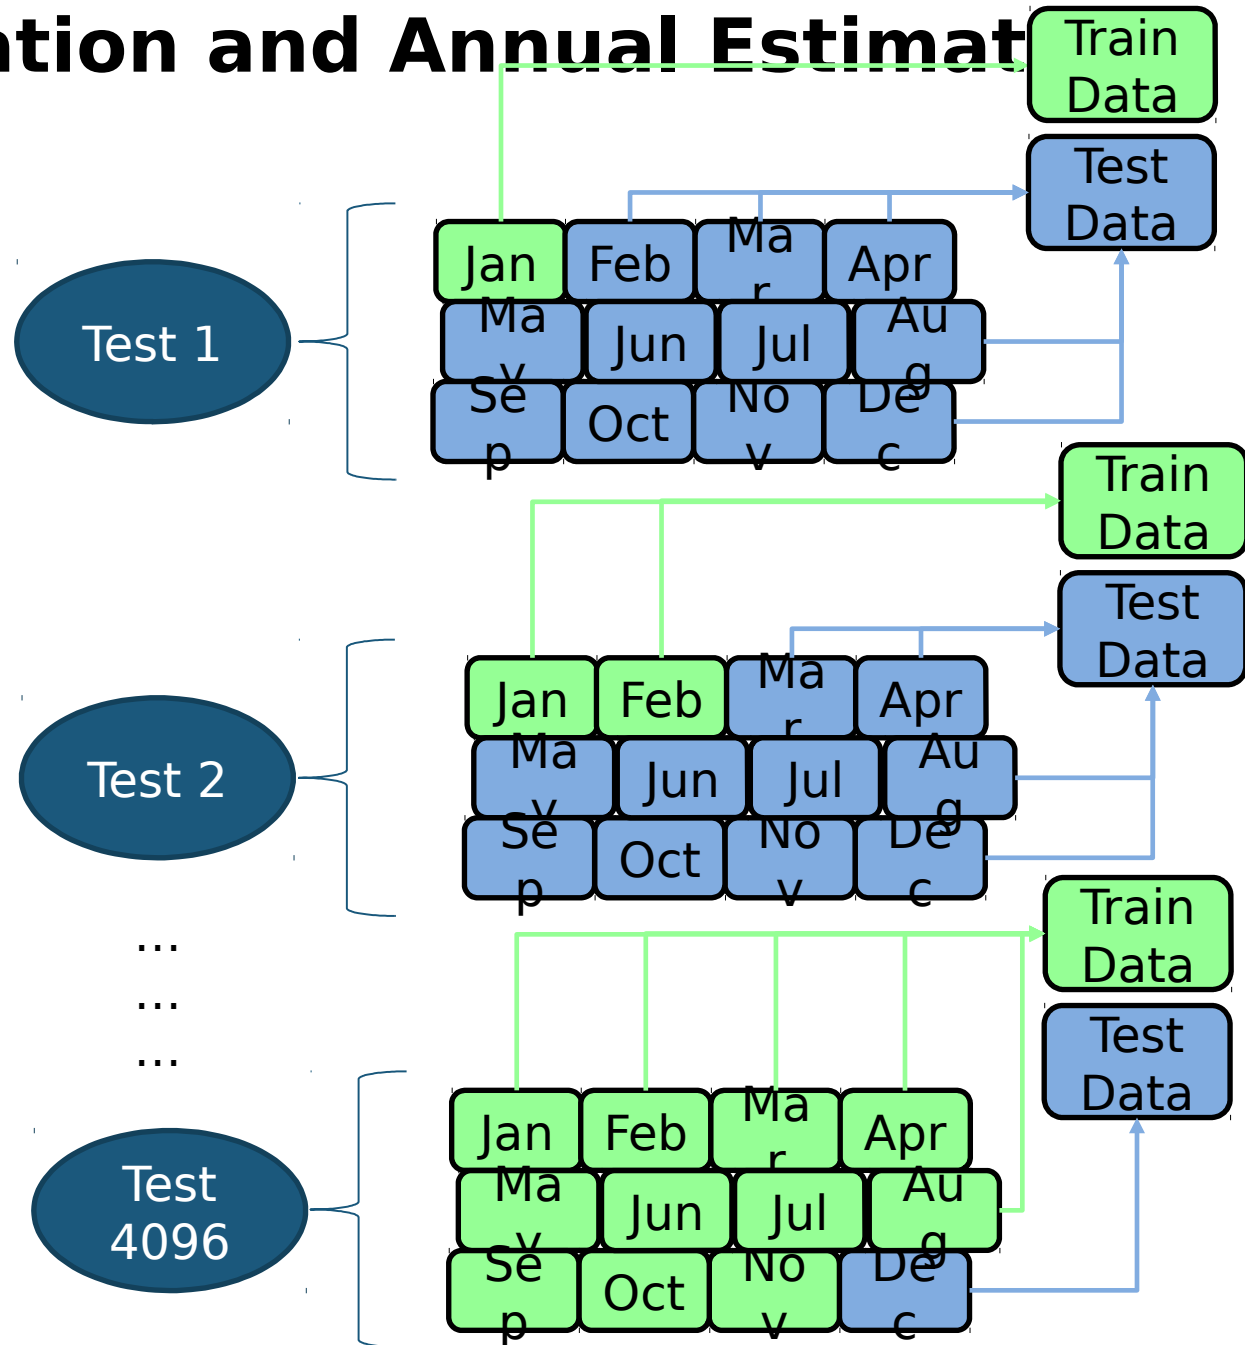 ation and Annual Estimat
Train
Data
Test
Data
Jan
Feb
Ma
r
Apr
Test 1
Ma
y
Jun
Jul
Au
g
Se
p
Oct
No
v
De
c
Train
Data
Test
Data
Jan
Feb
Ma
r
Apr
Test 2
Ma
y
Jun
Jul
Au
g
Se
p
Oct
No
v
De
c
...
...
...
Train
Data
Test
Data
Jan
Feb
Ma
r
Apr
Test
4096
Ma
y
Jun
Jul
Au
g
Se
p
Oct
No
v
De
c